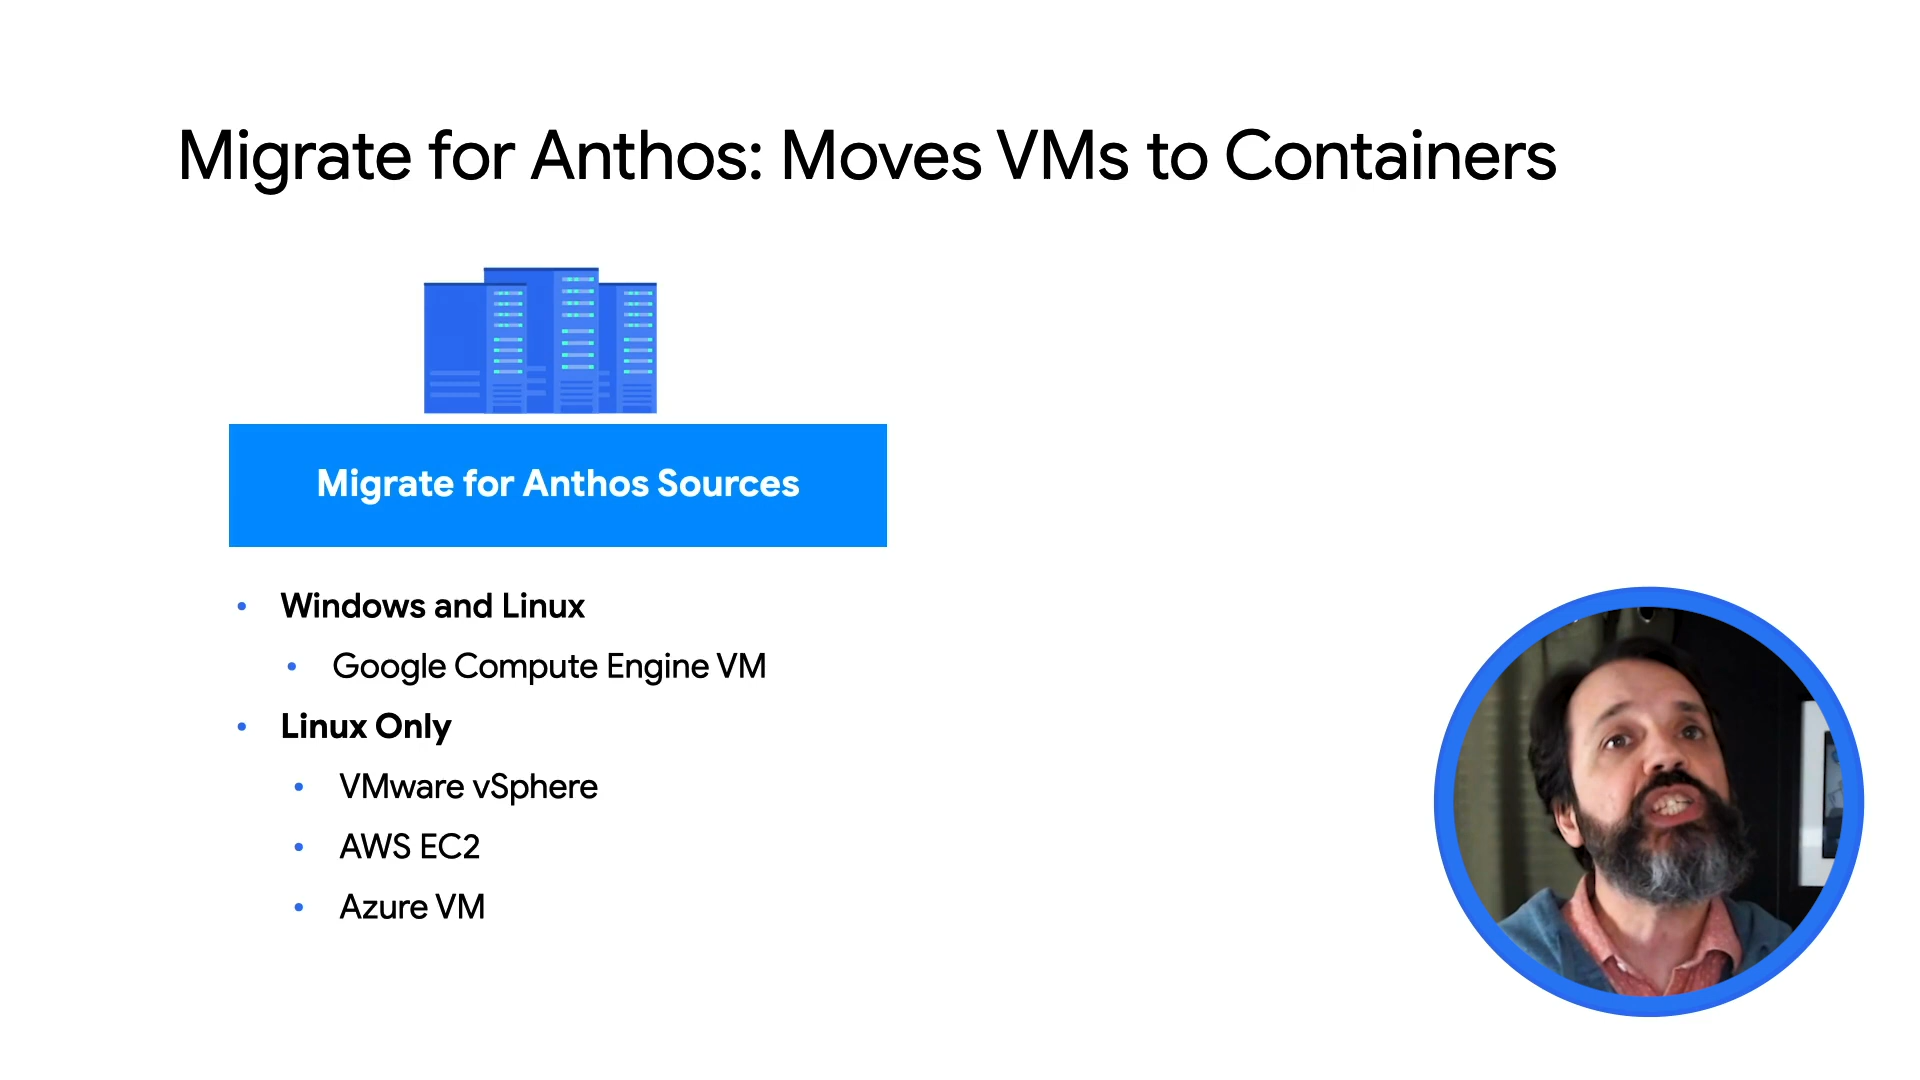 Migrate for Anthos: Moves VMs to Containers
Migrate for Anthos Sources
Windows and Linux
Google Compute Engine VM
Linux Only
VMware vSphere
AWS EC2
Azure VM